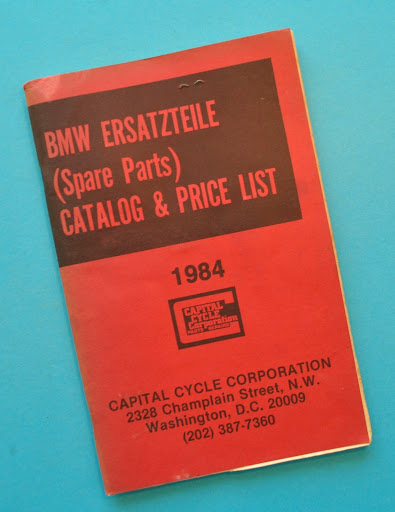 BMW ERSATZTEILE
(Spare Parts)
CATALOG & PRICE LIST
1984
CAPITAL
CYCLE
Corporation
CAPITAL CYCLE CORPORATION
2328 Champlain Street, N.W.
Washington, D.C. 20009
(202) 387-7360